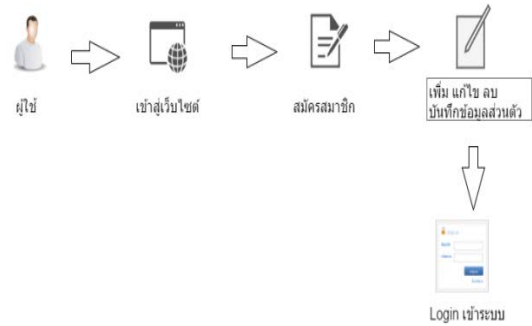 ผู้ใช้
เข้าสู่เว็บไซต์
สมัครสมาชิก
เพิ่ม แก้ไข ลบ
บันทึกข้อมูลส่วนตัว
Login เข้าระบบ